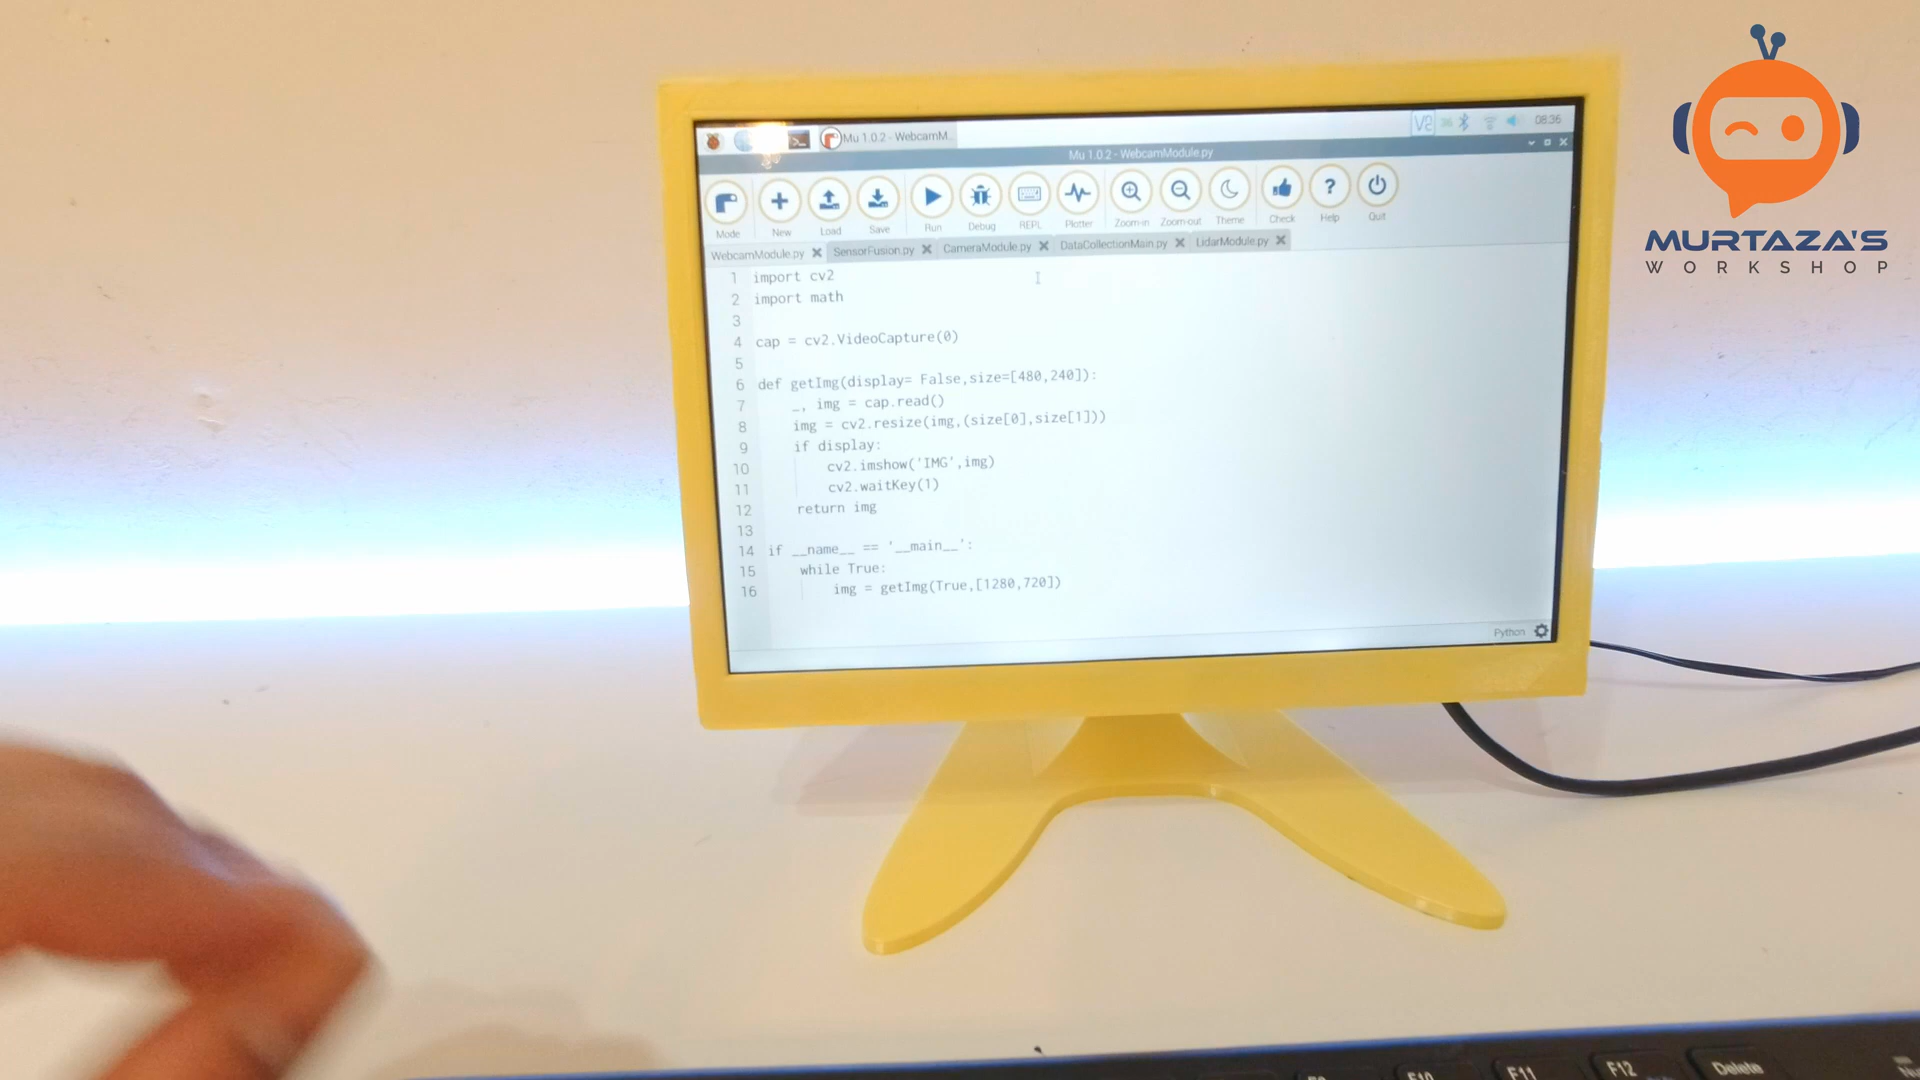 Mu 1.0.2 - WebcamM..
08:36
Mu 1.0.2 - WebcamModule.py
Mode New Load Save Run Debug REPL Plotter Zoom-in Zoom-out Theme Check Help Quit
WebcamModule.py SensorFusion.py CameraModule.py DataCollectionMain.py LidarModule.py
1 import cv2
2 import math
3
4 cap = cv2.VideoCapture(0)
5
6 def getImg(display= False,size=[480,240]):
7 _, img = cap.read()
8 img = cv2.resize(img,(size[0],size[1]))
9 if display:
10 cv2.imshow('IMG',img)
11 cv2.waitKey(1)
12 return img
13
14 if __name__ == '__main__':
15 while True:
16 img = getImg(True,[1280,720])
Python
MURTAZA'S
WORKSHOP
F10 F11 F12 Delete